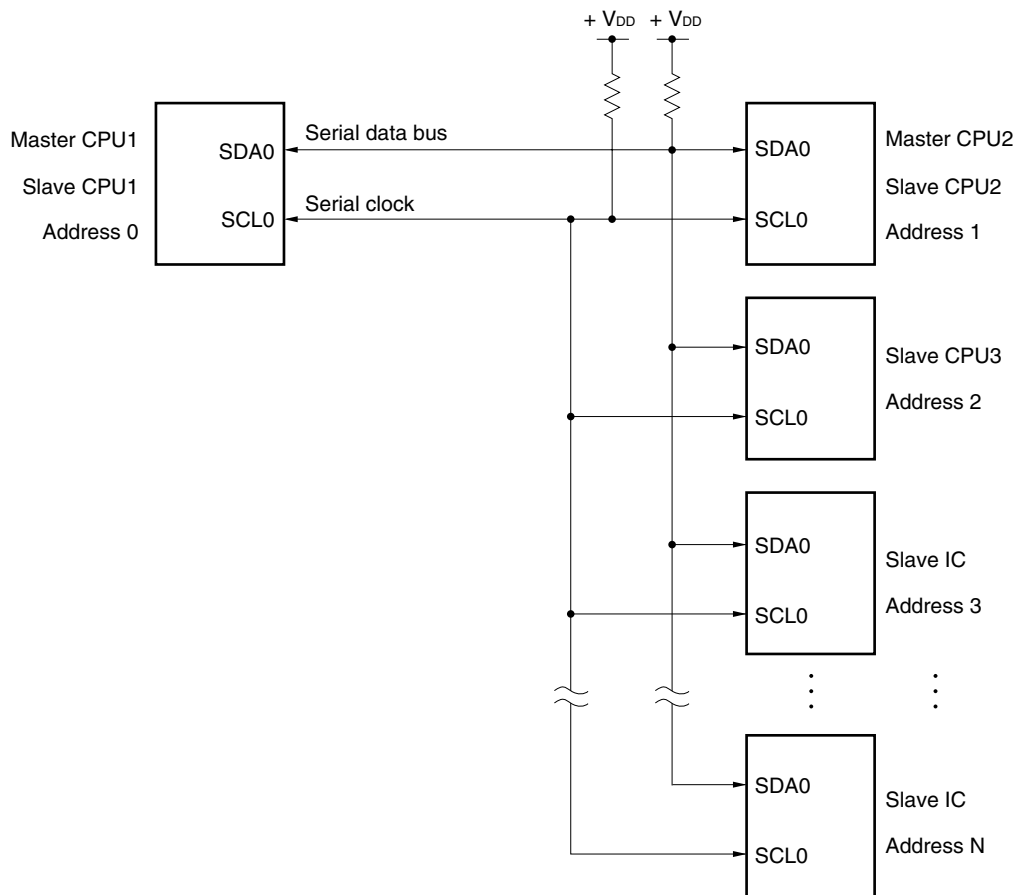 + VDD + VDD
Master CPU1
Slave CPU1
Address 0
SDA0
SCL0
Serial data bus
Serial clock
SDA0
SCL0
Master CPU2
Slave CPU2
Address 1
SDA0
SCL0
Slave CPU3
Address 2
SDA0
SCL0
Slave IC
Address 3
SDA0
SCL0
Slave IC
Address N